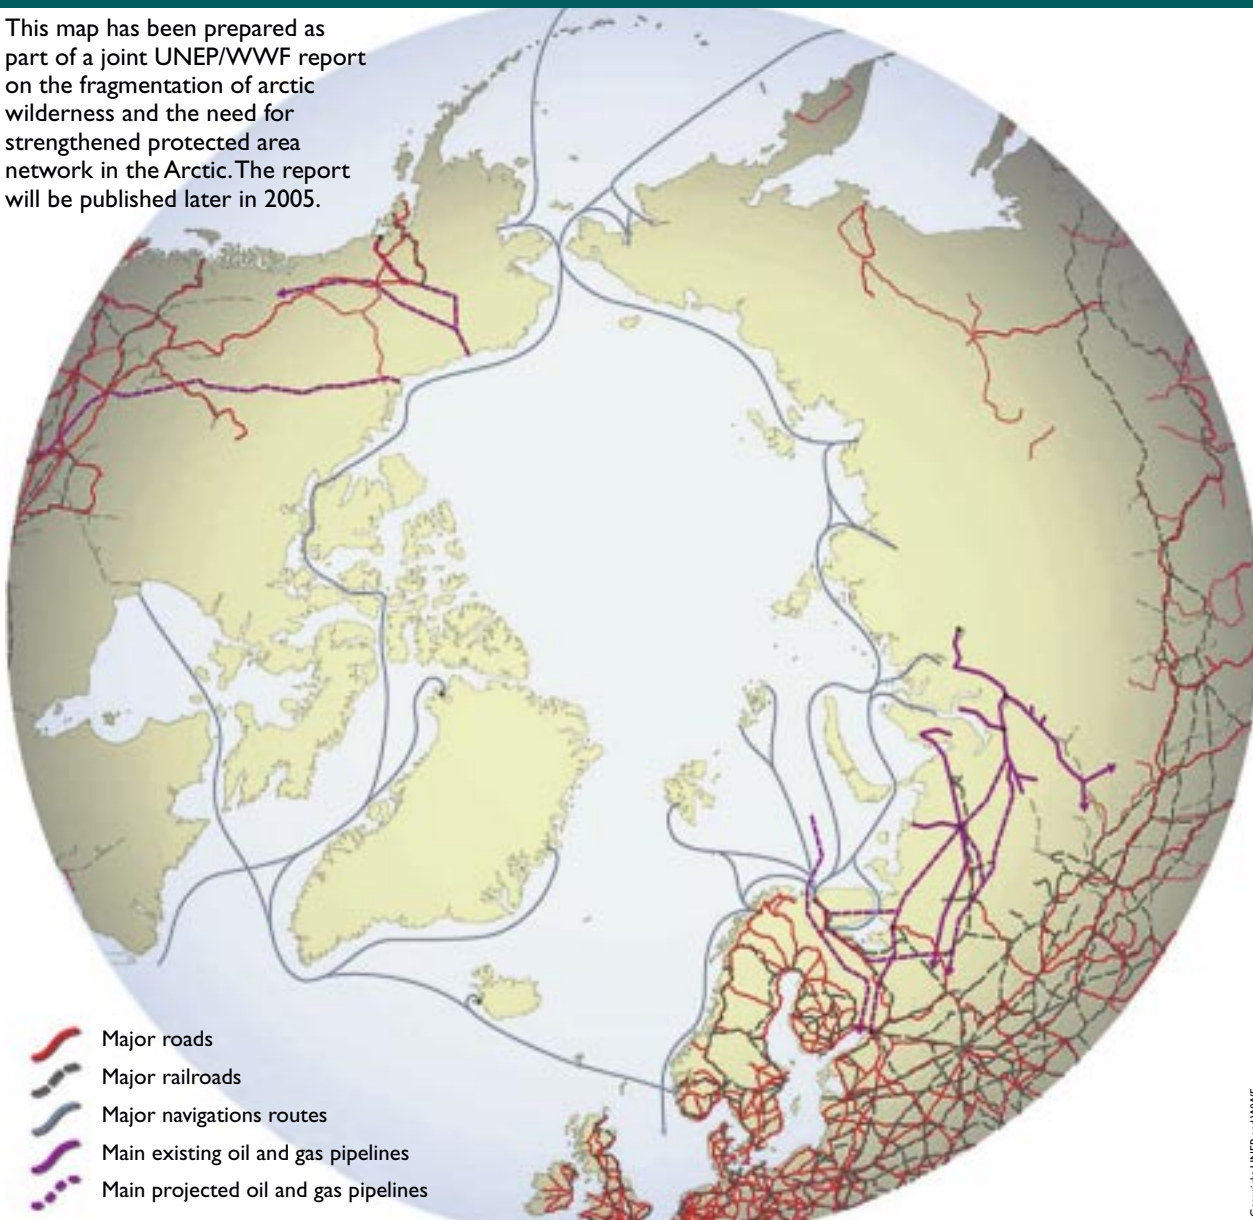 This map has been prepared as
part of a joint UNEP/WWF report
on the fragmentation of arctic
wilderness and the need for
strengthened protected area
network in the Arctic. The report
will be published later in 2005.
Major roads
Major railroads
Major navigations routes
Main existing oil and gas pipelines
Main projected oil and gas pipelines